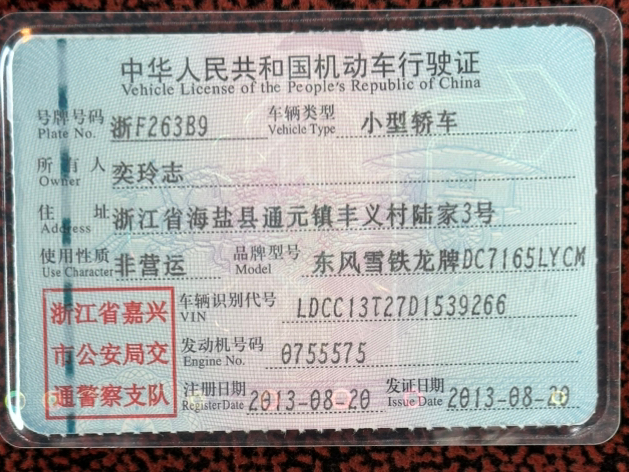 中华人民共和国机动车行驶证
Vehicle License of the People's Republic of China
号牌号码 浙F263B9 车辆类型 小型轿车
Plate No. Vehicle Type
所有人 奕玲志
Owner
住址 浙江省海盐县通元镇丰义村陆家3号
Address
使用性质 非营运 品牌型号 东风雪铁龙牌DC7165LYCM
Use Character Model
浙江省嘉兴
市公安局交
通警察支队
车辆识别代号 LDCC13T27D1539266
VIN
发动机号码 0755575
Engine No.
注册日期 2013-08-20 发证日期 2013-08-20
Register Date Issue Date